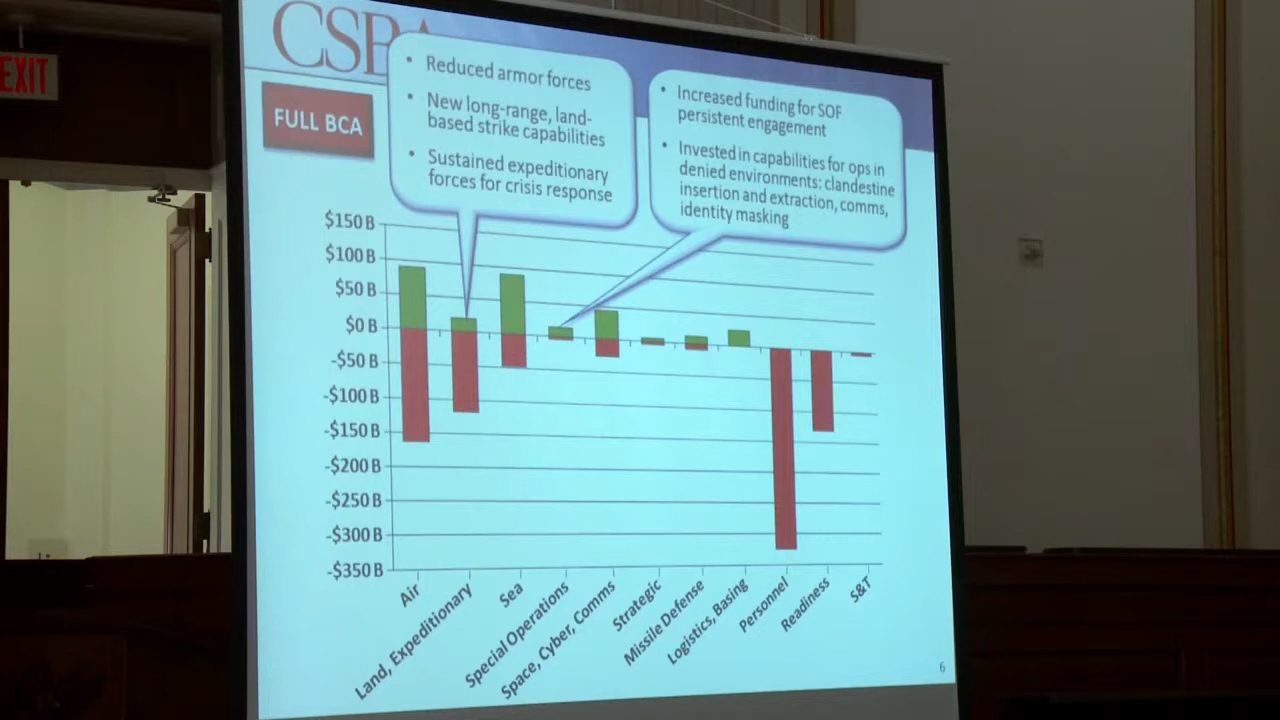 EXIT
CSBA
FULL BCA
• Reduced armor forces
• New long-range, land-
based strike capabilities
• Sustained expeditionary
forces for crisis response
• Increased funding for SOF
persistent engagement
• Invested in capabilities for ops in
denied environments: clandestine
insertion and extraction, comms,
identity masking
$150 B
$100 B
$50 B
$0 B
-$50 B
-$100 B
-$150 B
-$200 B
-$250 B
-$300 B
-$350 B
Air
Land, Expeditionary
Sea
Special Operations
Space, Cyber, Comms
Strategic
Missile Defense
Logistics, Basing
Personnel
Readiness
S&T
6